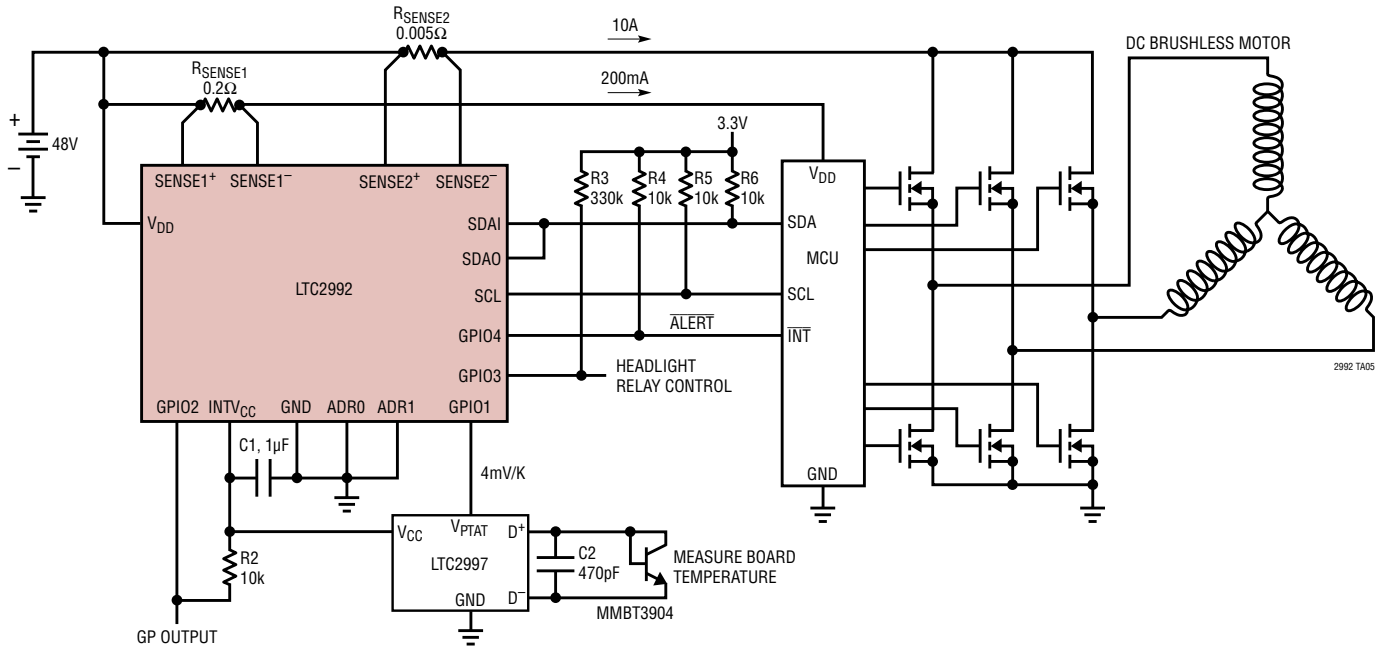 RSENSE2
0.005Ω
10A
DC BRUSHLESS MOTOR
RSENSE1
0.2Ω
200mA
+
48V
–
3.3V
SENSE1+ SENSE1– SENSE2+ SENSE2–
R3
330k
R4
10k
R5
10k
R6
10k
VDD
VDD
SDAI
SDA
SDAO
MCU
LTC2992
SCL
SCL
ALERT
GPIO4
INT
GPIO3
HEADLIGHT
RELAY CONTROL
2992 TA05
GPIO2 INTVCC GND ADR0 ADR1 GPIO1
C1, 1µF
4mV/K
GND
VCC
VPTAT
D+
R2
10k
LTC2997
C2
470pF
MEASURE BOARD
TEMPERATURE
GND
D–
MMBT3904
GP OUTPUT